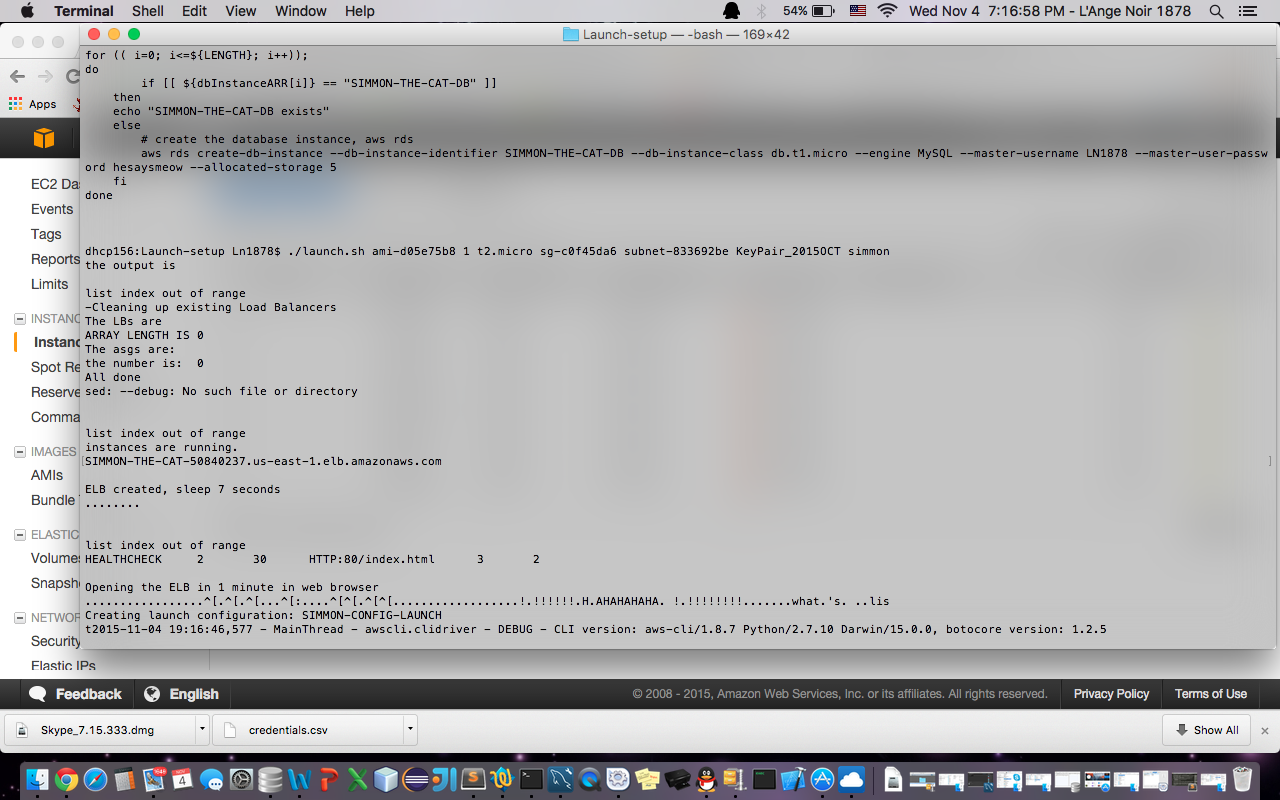 Terminal Shell Edit View Window Help 54% Wed Nov 4 7:16:58 PM - L'Ange Noir 1878
Launch-setup — -bash — 169×42
for (( i=0; i<=${LENGTH}; i++));
do
if [[ ${dbInstanceARR[i]} == "SIMMON-THE-CAT-DB" ]]
then
echo "SIMMON-THE-CAT-DB exists"
else
# create the database instance, aws rds
aws rds create-db-instance --db-instance-identifier SIMMON-THE-CAT-DB --db-instance-class db.t1.micro --engine MySQL --master-username LN1878 --master-user-passw
ord hesaysmeow --allocated-storage 5
fi
done
dhcp156:Launch-setup Ln1878$ ./launch.sh ami-d05e75b8 1 t2.micro sg-c0f45da6 subnet-833692be KeyPair_2015OCT simmon
the output is
list index out of range
-Cleaning up existing Load Balancers
The LBs are
ARRAY LENGTH IS 0
The asgs are:
the number is: 0
All done
sed: --debug: No such file or directory
list index out of range
instances are running.
[SIMMON-THE-CAT-50840237.us-east-1.elb.amazonaws.com ]
ELB created, sleep 7 seconds
........
list index out of range
HEALTHCHECK 2 30 HTTP:80/index.html 3 2
Opening the ELB in 1 minute in web browser
.................^[.^[.^[...^[:....^[^[.^[^[..................!.!!!!!!.H.AHAHAHAHA. !.!!!!!!!!.......what.'s. ..lis
Creating launch configuration: SIMMON-CONFIG-LAUNCH
t2015-11-04 19:16:46,577 - MainThread - awscli.clidriver - DEBUG - CLI version: aws-cli/1.8.7 Python/2.7.10 Darwin/15.0.0, botocore version: 1.2.5
Apps
EC2 Da
Events
Tags
Reports
Limits
INSTANC
Instanc
Spot Re
Reserve
Comma
IMAGES
AMIs
Bundle
ELASTIC
Volumes
Snapsh
NETWOR
Security
Elastic IPs
Feedback English © 2008 - 2015, Amazon Web Services, Inc. or its affiliates. All rights reserved. Privacy Policy Terms of Use
Skype_7.15.333.dmg credentials.csv Show All